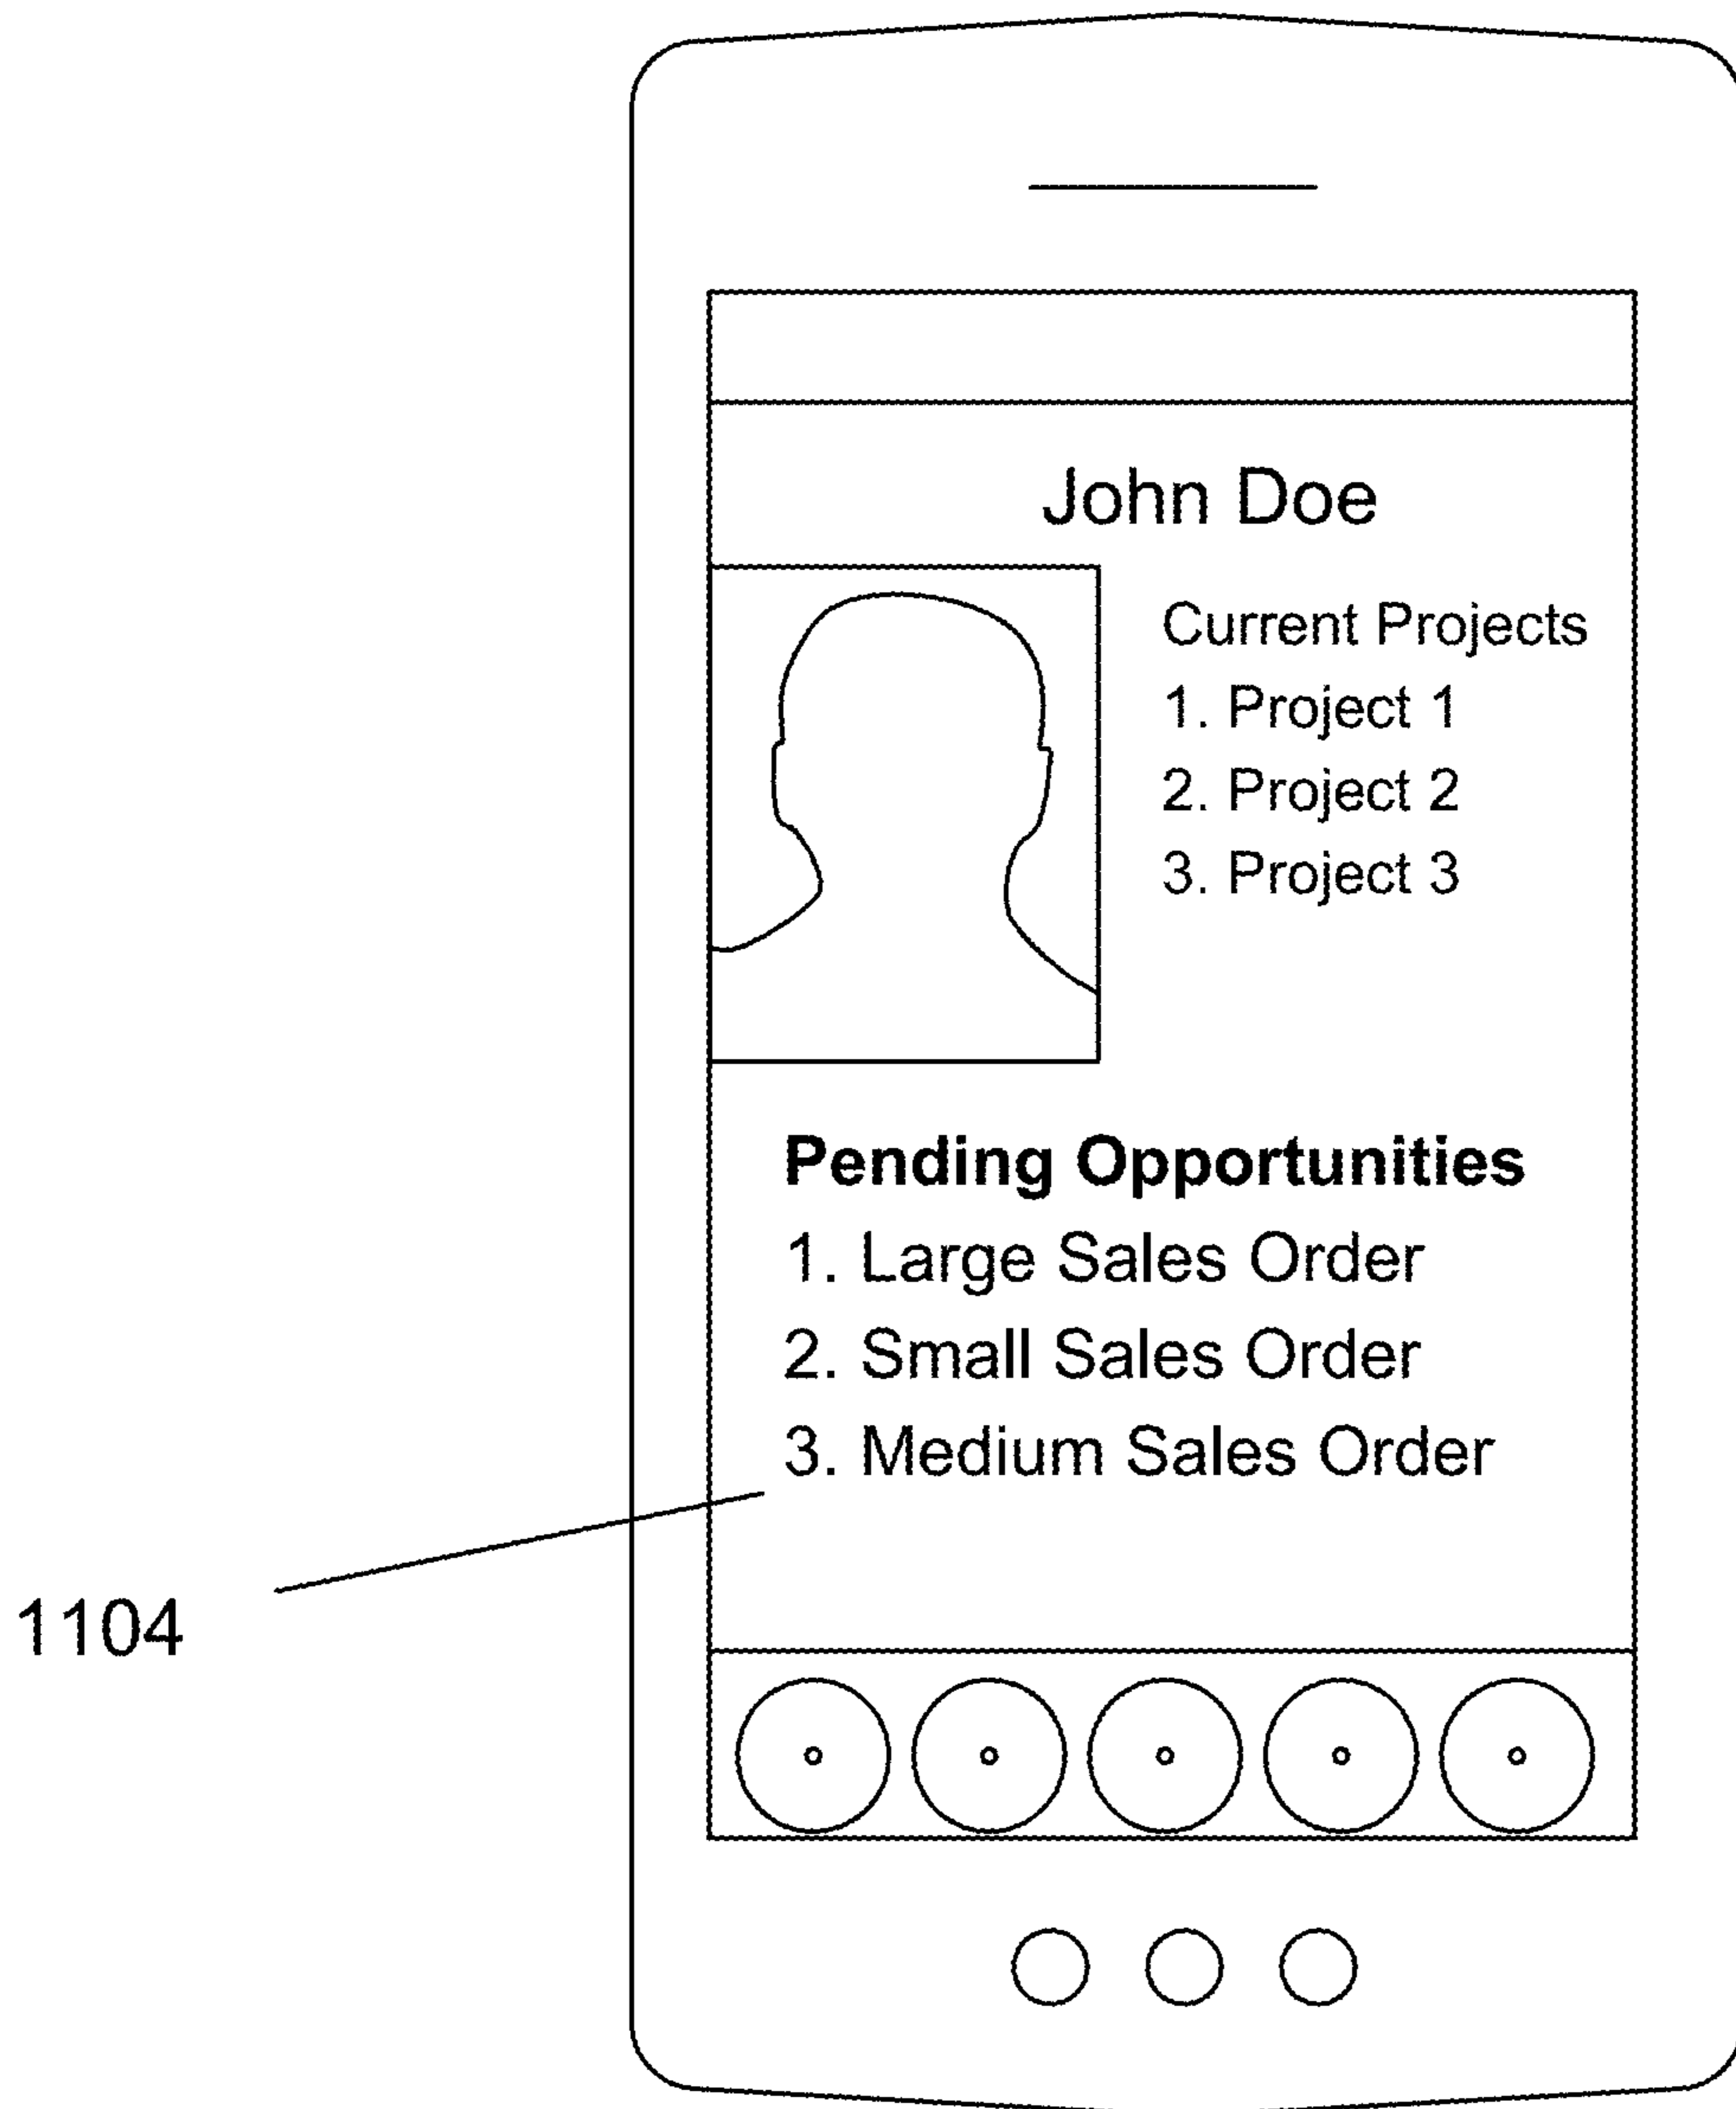 John Doe
Current Projects
1. Project 1
2. Project 2
3. Project 3
Pending Opportunities
1. Large Sales Order
2. Small Sales Order
3. Medium Sales Order
1104